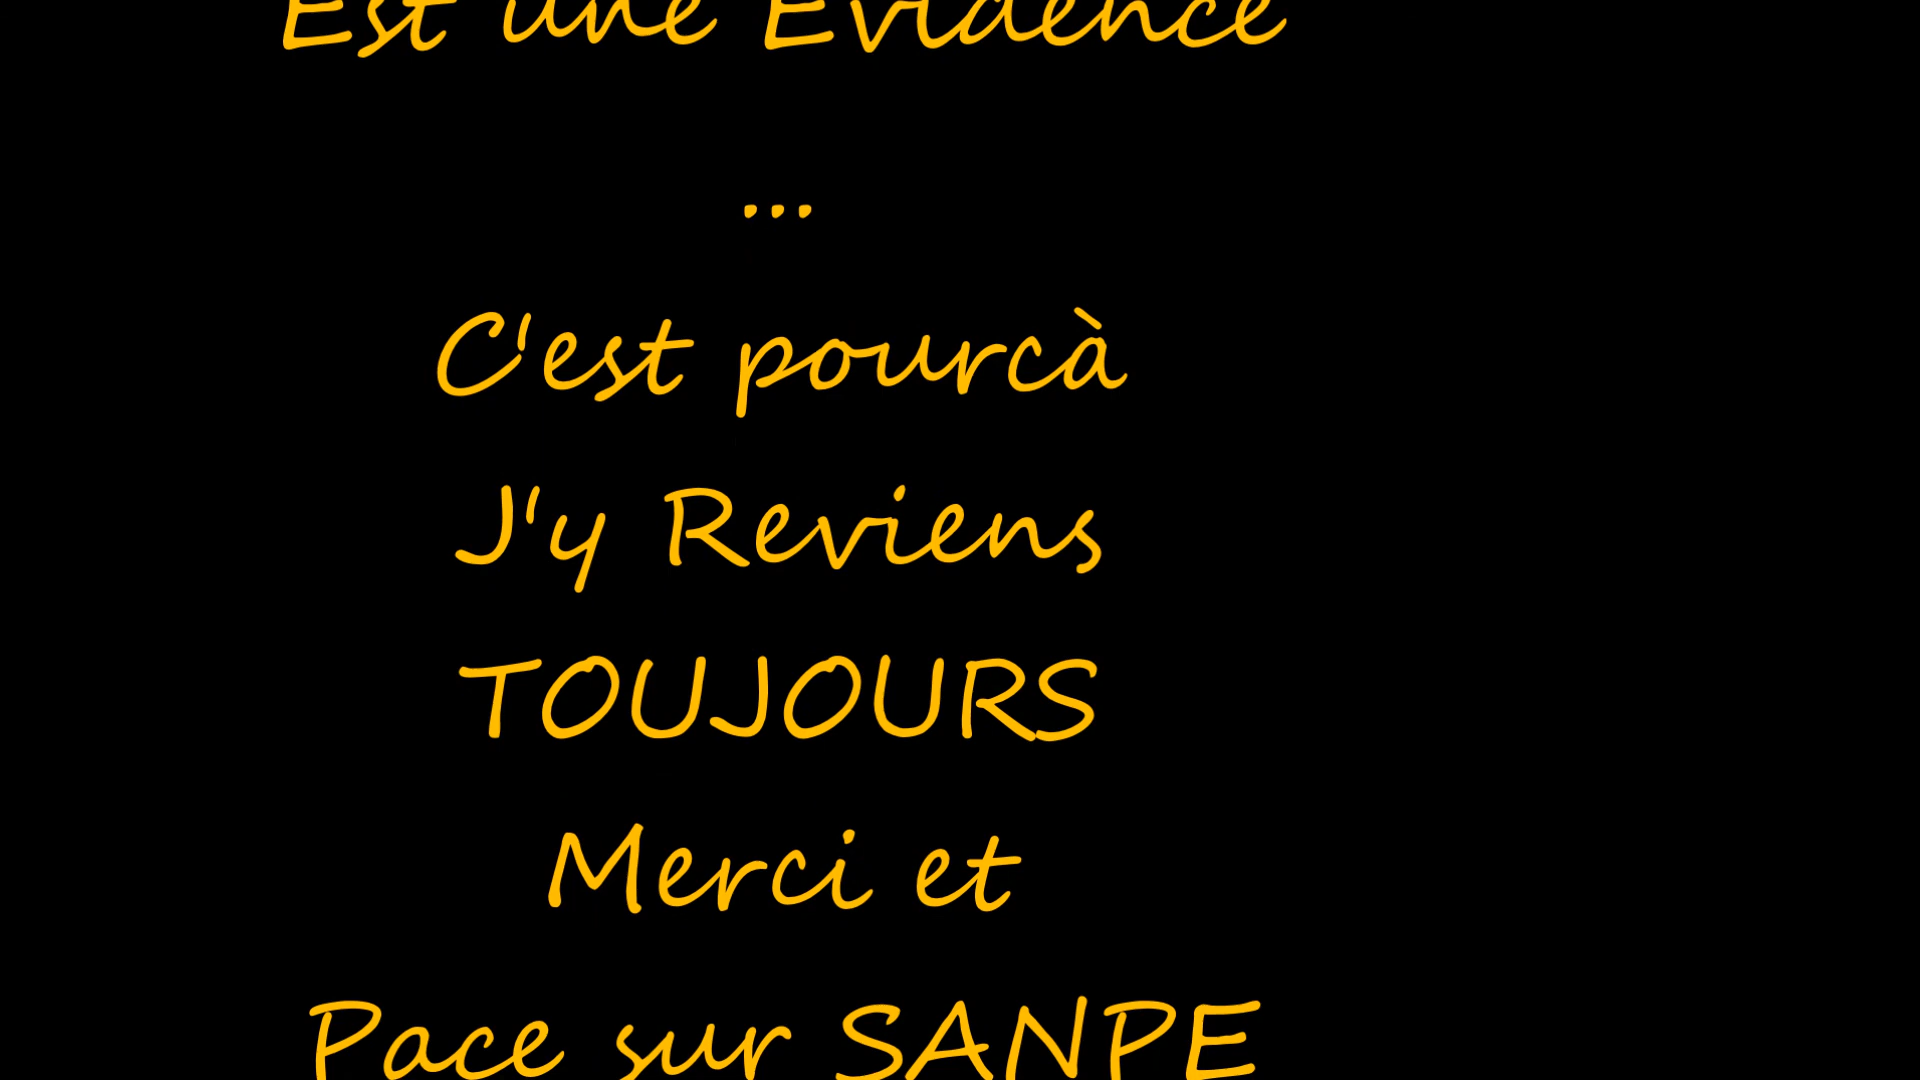 Est une Evidence
...
C'est pourcà
J'y Reviens
TOUJOURS
Merci et
Pace sur SANPE